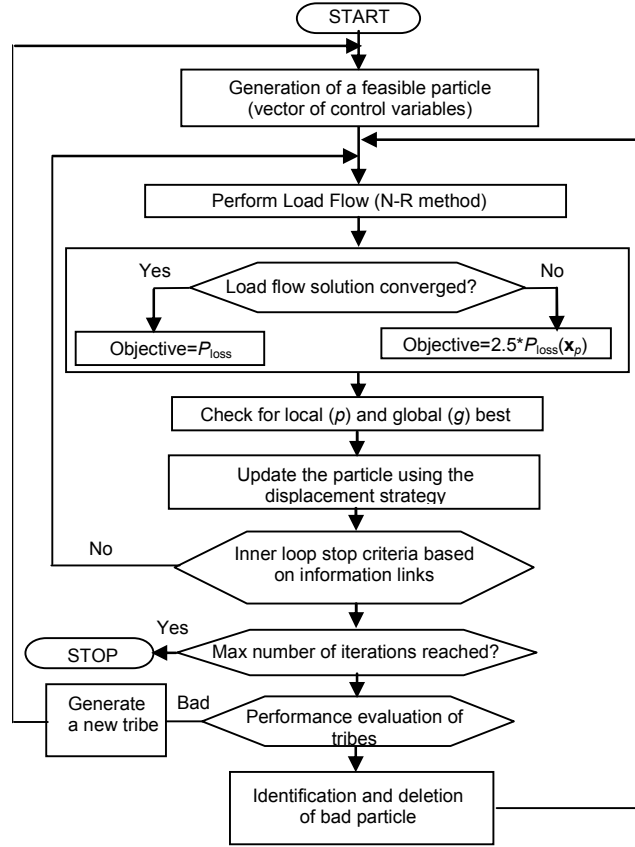 START
Generation of a feasible particle
(vector of control variables)
Perform Load Flow (N-R method)
Yes
No
Load flow solution converged?
Objective=P_loss
Objective=2.5*P_loss(x_p)
Check for local (p) and global (g) best
Update the particle using the
displacement strategy
No
Inner loop stop criteria based
on information links
Yes
STOP
Max number of iterations reached?
Generate
a new tribe
Bad
Performance evaluation of
tribes
Identification and deletion
of bad particle